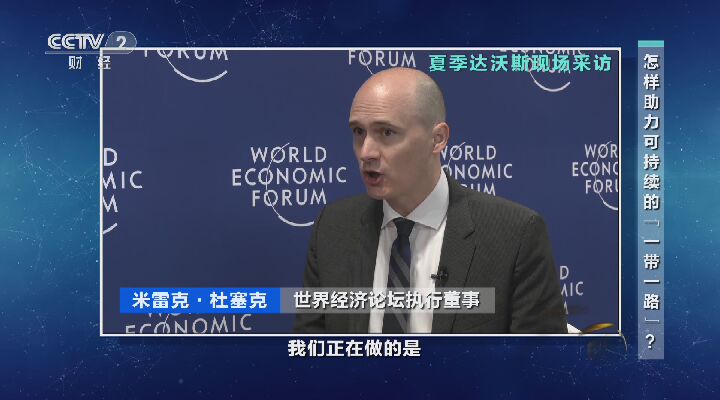 CCTV 2
财经
夏季达沃斯现场采访
怎样助力可持续的「一带一路」?
FORUM
FORUM
WORLD
ECONOMIC
FORUM
WORLD
ECONOMIC
FORUM
米雷克·杜塞克
世界经济论坛执行董事
ECONOMIC
我们正在做的是